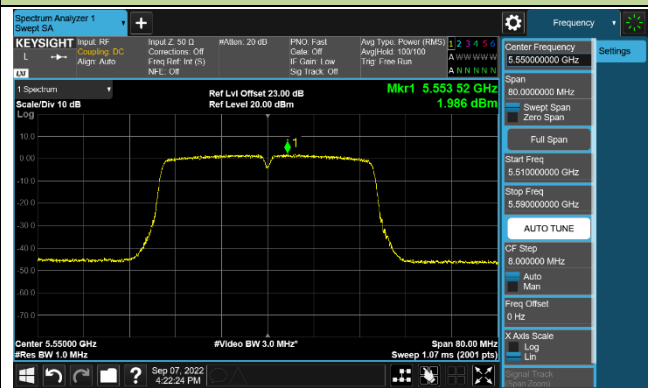 Spectrum Analyzer 1
Swept SA
Frequency
KEYSIGHT
L
LXI
Input: RF
Coupling: DC
Align: Auto
Input Z: 50 Ω
Corrections: Off
Freq Ref: Int (S)
NFE: Off
#Atten: 20 dB
PNO: Fast
Gate: Off
IF Gain: Low
Sig Track: Off
Avg Type: Power (RMS)
Avg|Hold: 100/100
Trig: Free Run
1 2 3 4 5 6
A W W W W W
A N N N N N
1 Spectrum
Scale/Div 10 dB
Log
Ref Lvl Offset 23.00 dB
Ref Level 20.00 dBm
Mkr1 5.553 52 GHz
1.986 dBm
1
10.0
0.00
-10.0
-20.0
-30.0
-40.0
-50.0
-60.0
-70.0
Center 5.55000 GHz
#Res BW 1.0 MHz
#Video BW 3.0 MHz*
Span 80.00 MHz
Sweep 1.07 ms (2001 pts)
Sep 07, 2022
4:22:24 PM
Center Frequency
5.550000000 GHz
Span
80.0000000 MHz
Swept Span
Zero Span
Full Span
Start Freq
5.510000000 GHz
Stop Freq
5.590000000 GHz
AUTO TUNE
CF Step
8.000000 MHz
Auto
Man
Freq Offset
0 Hz
X Axis Scale
Log
Lin
Signal Track
(Span Zoom)
Settings